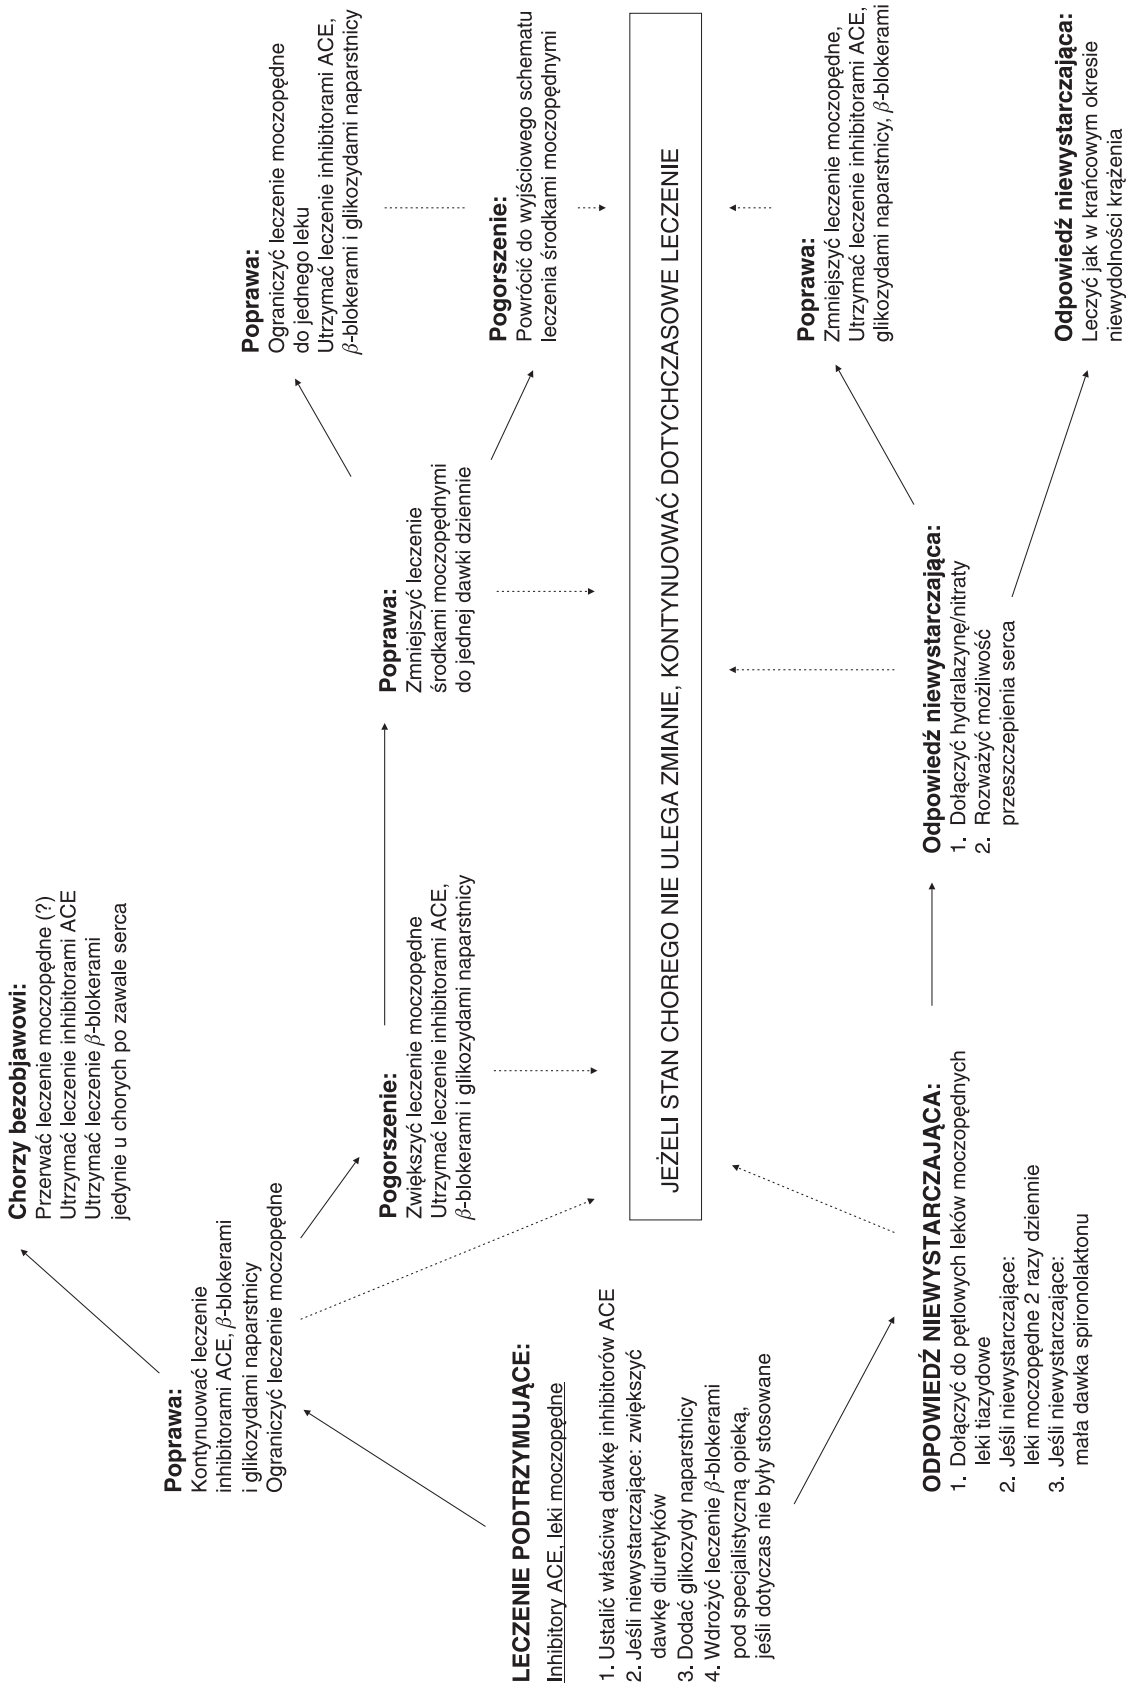 LECZENIE PODTRZYMUJĄCE:
Inhibitory ACE, leki moczopędne
1. Ustalić właściwą dawkę inhibitorów ACE
2. Jeśli niewystarczające: zwiększyć
dawkę diuretyków
3. Dodać glikozydy naparstnicy
4. Wdrożyć leczenie β-blokerami
pod specjalistyczną opieką,
jeśli dotyczas nie były stosowane
Poprawa:
Kontynuować leczenie
inhibitorami ACE, β-blokerami
i glikozydami naparstnicy
Ograniczyć leczenie moczopędne
Chorzy bezobjawowi:
Przerwać leczenie moczopędne (?)
Utrzymać leczenie inhibitorami ACE
Utrzymać leczenie β-blokerami
jedynie u chorych po zawale serca
Pogorszenie:
Zwiększyć leczenie moczopędne
Utrzymać leczenie inhibitorami ACE,
β-blokerami i glikozydami naparstnicy
Poprawa:
Zmniejszyć leczenie
środkami moczopędnymi
do jednej dawki dziennie
Poprawa:
Ograniczyć leczenie moczopędne
do jednego leku
Utrzymać leczenie inhibitorami ACE,
β-blokerami i glikozydami naparstnicy
Pogorszenie:
Powrócić do wyjściowego schematu
leczenia środkami moczopędnymi
JEŻELI STAN CHOREGO NIE ULEGA ZMIANIE, KONTYNUOWAĆ DOTYCHCZASOWE LECZENIE
ODPOWIEDŹ NIEWYSTARCZAJĄCA:
1. Dołączyć do pętlowych leków moczopędnych
leki tiazydowe
2. Jeśli niewystarczające:
leki moczopędne 2 razy dziennie
3. Jeśli niewystarczające:
mała dawka spironolaktonu
Odpowiedź niewystarczająca:
1. Dołączyć hydralazynę/nitraty
2. Rozważyć możliwość
przeszczepienia serca
Poprawa:
Zmniejszyć leczenie moczopędne,
Utrzymać leczenie inhibitorami ACE,
glikozydami naparstnicy, β-blokerami
Odpowiedź niewystarczająca:
Leczyć jak w krańcowym okresie
niewydolności krążenia